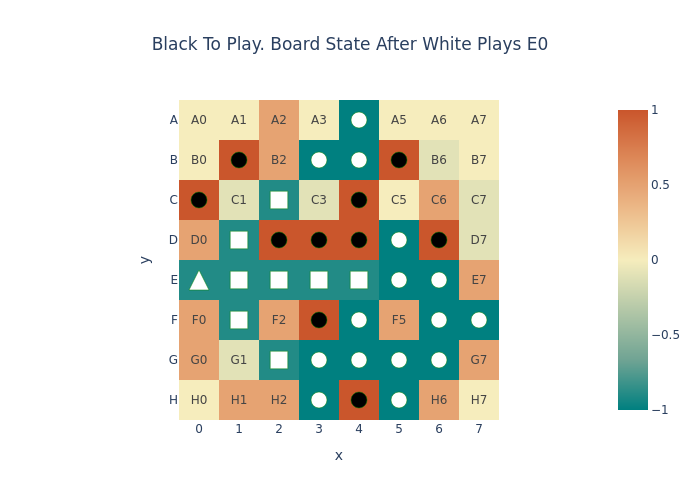 Black To Play. Board State After White Plays E0
A A0 A1 A2 A3 A5 A6 A7
B B0 B2 B6 B7
C C1 C3 C5 C6 C7
D D0 D7
E E7
F F0 F2 F5
G G0 G1 G7
H H0 H1 H2 H6 H7
0 1 2 3 4 5 6 7
x
y
1
0.5
0
−0.5
−1